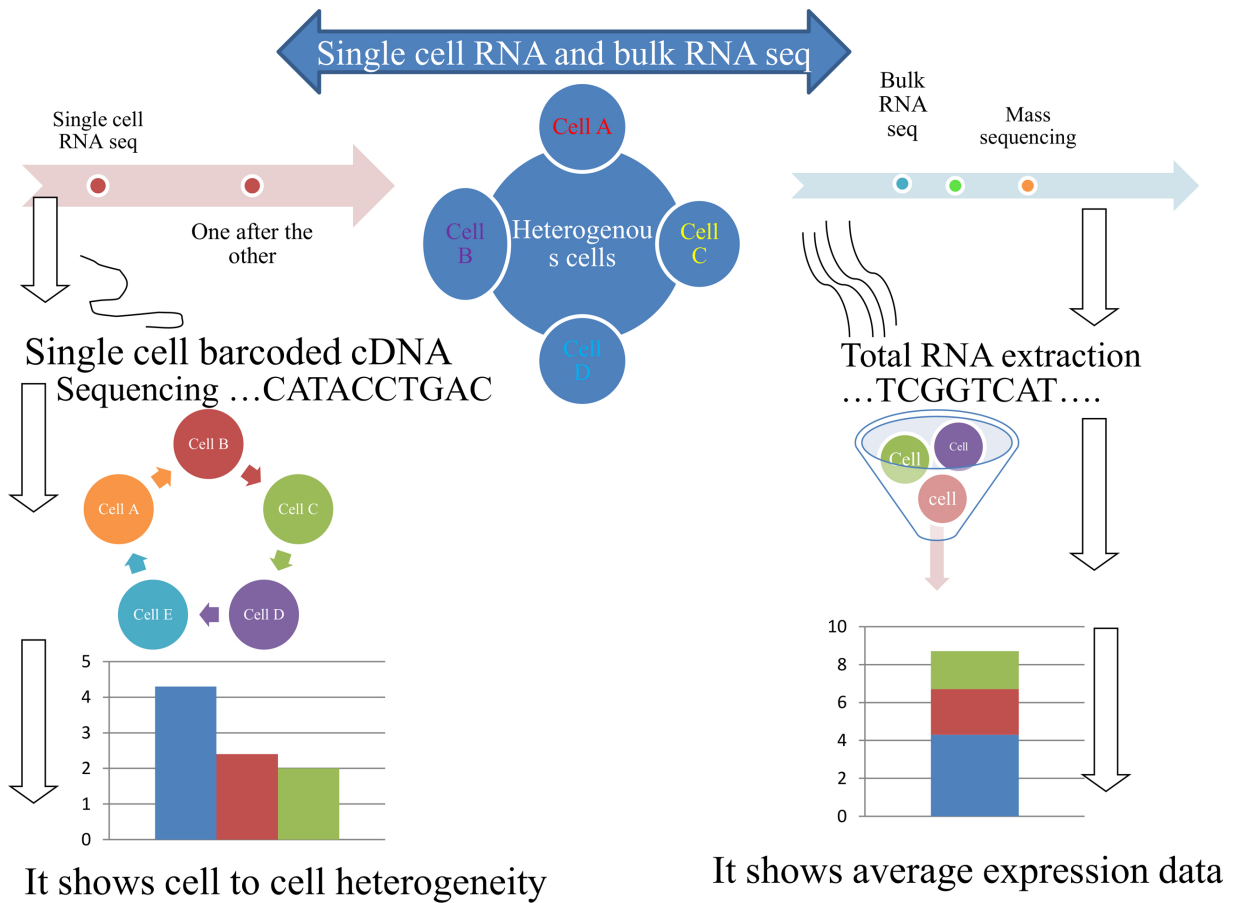 Single cell RNA and bulk RNA seq
Single cell
RNA seq
One after the
other
Cell A
Cell
B
Heterogenou
s cells
Cell
C
Cell
D
Bulk
RNA
seq
Mass
sequencing
Single cell barcoded cDNA
Sequencing …CATACCTGAC
Total RNA extraction
…TCGGTCAT….
Cell B
Cell A
Cell C
Cell E
Cell D
Cell
Cell
cell
5
4
3
2
1
0
10
8
6
4
2
0
It shows cell to cell heterogeneity
It shows average expression data